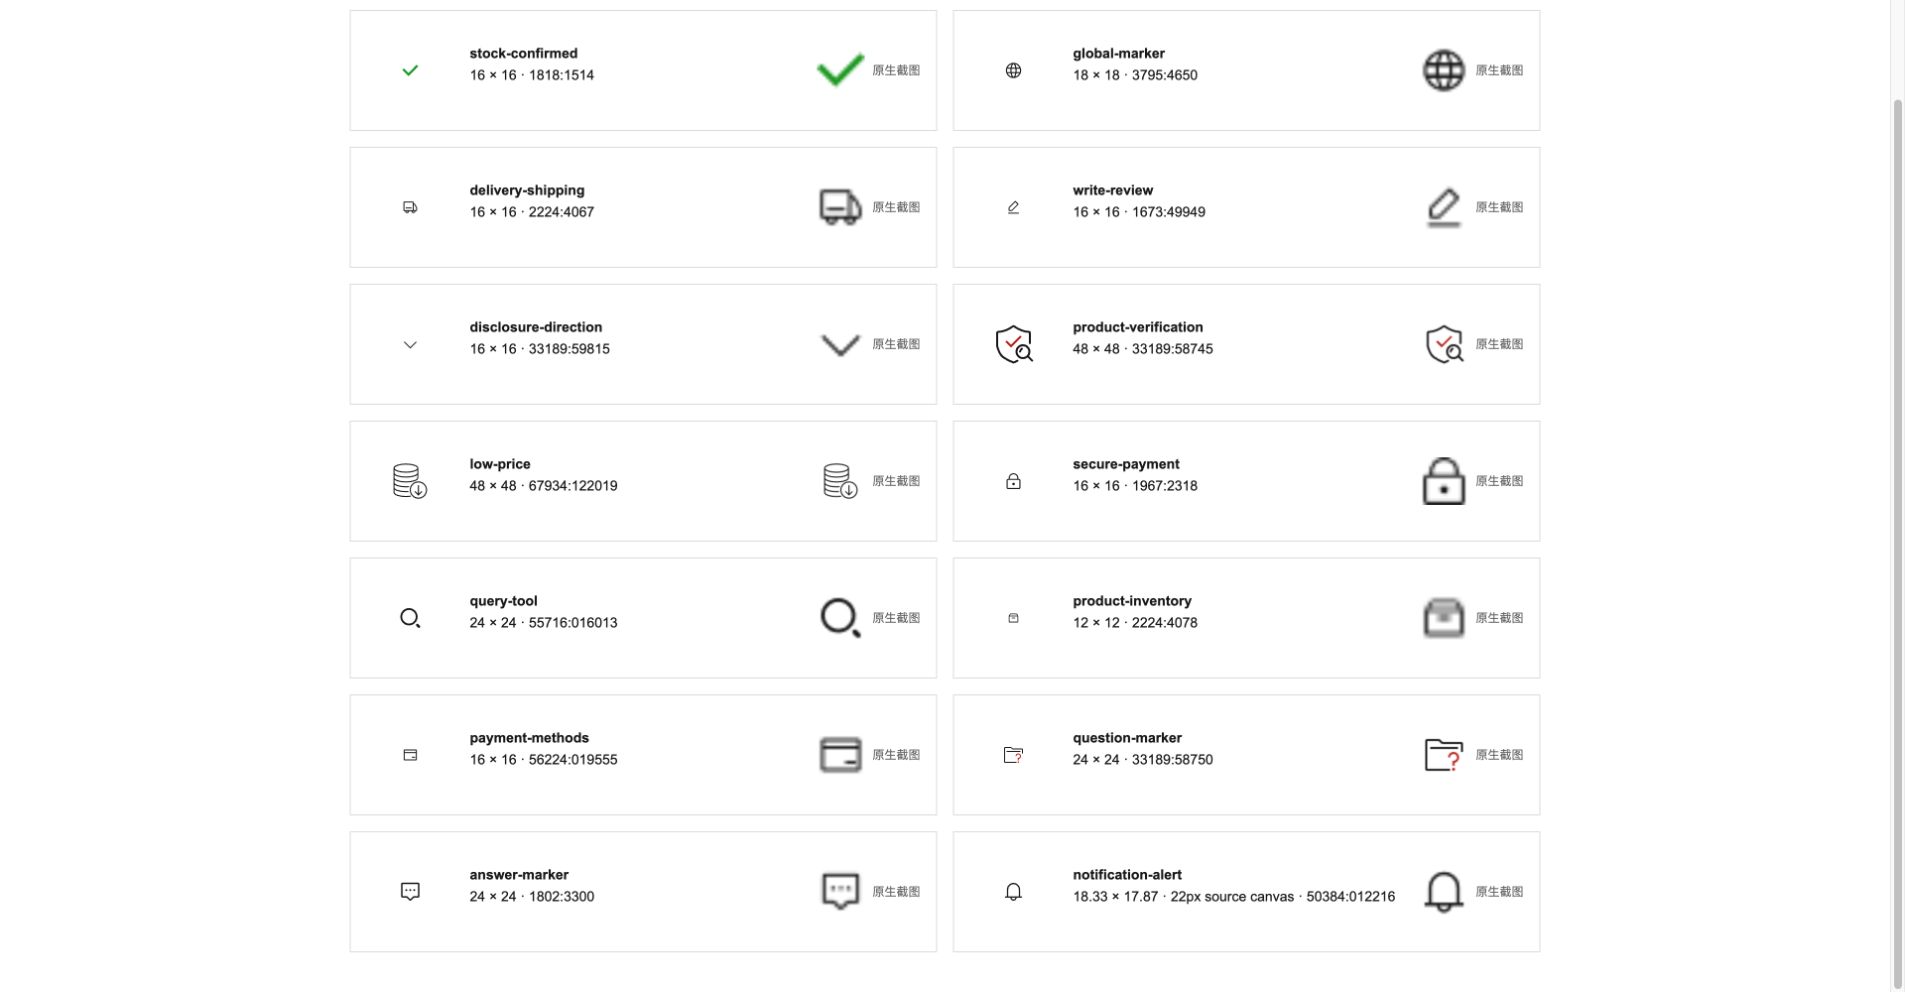 stock-confirmed
16 × 16 · 1818:1514
原生截图
global-marker
18 × 18 · 3795:4650
原生截图
delivery-shipping
16 × 16 · 2224:4067
原生截图
write-review
16 × 16 · 1673:49949
原生截图
disclosure-direction
16 × 16 · 33189:59815
原生截图
product-verification
48 × 48 · 33189:58745
原生截图
low-price
48 × 48 · 67934:122019
原生截图
secure-payment
16 × 16 · 1967:2318
原生截图
query-tool
24 × 24 · 55716:016013
原生截图
product-inventory
12 × 12 · 2224:4078
原生截图
payment-methods
16 × 16 · 56224:019555
原生截图
question-marker
24 × 24 · 33189:58750
原生截图
answer-marker
24 × 24 · 1802:3300
原生截图
notification-alert
18.33 × 17.87 · 22px source canvas · 50384:012216
原生截图